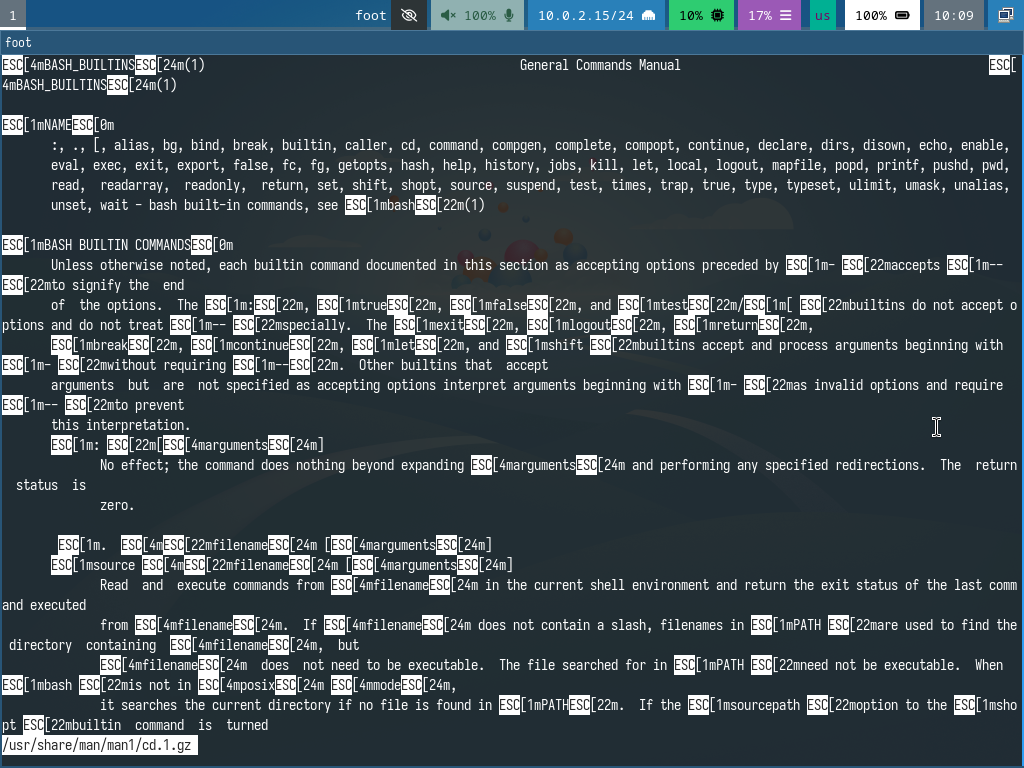 1 foot 100% 10.0.2.15/24 10% 17% us 100% 10:09
foot
ESC[4mBASH_BUILTINSESC[24m(1) General Commands Manual ESC[
4mBASH_BUILTINSESC[24m(1)
ESC[1mNAMEESC[0m
:, ., [, alias, bg, bind, break, builtin, caller, cd, command, compgen, complete, compopt, continue, declare, dirs, disown, echo, enable,
eval, exec, exit, export, false, fc, fg, getopts, hash, help, history, jobs, kill, let, local, logout, mapfile, popd, printf, pushd, pwd,
read, readarray, readonly, return, set, shift, shopt, source, suspend, test, times, trap, true, type, typeset, ulimit, umask, unalias,
unset, wait - bash built-in commands, see ESC[1mbashESC[22m(1)
ESC[1mBASH BUILTIN COMMANDSESC[0m
Unless otherwise noted, each builtin command documented in this section as accepting options preceded by ESC[1m- ESC[22maccepts ESC[1m--
ESC[22mto signify the end
of the options. The ESC[1m:ESC[22m, ESC[1mtrueESC[22m, ESC[1mfalseESC[22m, and ESC[1mtestESC[22m/ESC[1m[ ESC[22mbuiltins do not accept o
ptions and do not treat ESC[1m-- ESC[22mspecially. The ESC[1mexitESC[22m, ESC[1mlogoutESC[22m, ESC[1mreturnESC[22m,
ESC[1mbreakESC[22m, ESC[1mcontinueESC[22m, ESC[1mletESC[22m, and ESC[1mshift ESC[22mbuiltins accept and process arguments beginning with
ESC[1m- ESC[22mwithout requiring ESC[1m--ESC[22m. Other builtins that accept
arguments but are not specified as accepting options interpret arguments beginning with ESC[1m- ESC[22mas invalid options and require
ESC[1m-- ESC[22mto prevent
this interpretation.
ESC[1m: ESC[22m[ESC[4margumentsESC[24m]
No effect; the command does nothing beyond expanding ESC[4margumentsESC[24m and performing any specified redirections. The return
status is
zero.
ESC[1m. ESC[4mESC[22mfilenameESC[24m [ESC[4margumentsESC[24m]
ESC[1msource ESC[4mESC[22mfilenameESC[24m [ESC[4margumentsESC[24m]
Read and execute commands from ESC[4mfilenameESC[24m in the current shell environment and return the exit status of the last comm
and executed
from ESC[4mfilenameESC[24m. If ESC[4mfilenameESC[24m does not contain a slash, filenames in ESC[1mPATH ESC[22mare used to find the
directory containing ESC[4mfilenameESC[24m, but
ESC[4mfilenameESC[24m does not need to be executable. The file searched for in ESC[1mPATH ESC[22mneed not be executable. When
ESC[1mbash ESC[22mis not in ESC[4mposixESC[24m ESC[4mmodeESC[24m,
it searches the current directory if no file is found in ESC[1mPATHESC[22m. If the ESC[1msourcepath ESC[22moption to the ESC[1msho
pt ESC[22mbuiltin command is turned
/usr/share/man/man1/cd.1.gz